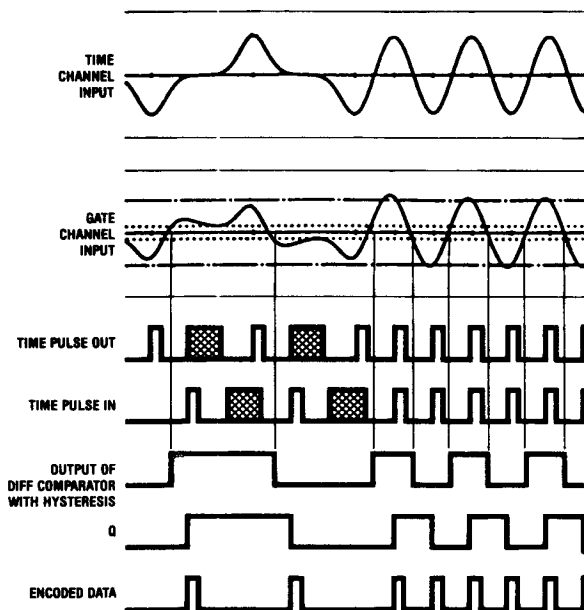 TIME
CHANNEL
INPUT
GATE
CHANNEL
INPUT
TIME PULSE OUT
TIME PULSE IN
OUTPUT OF
DIFF COMPARATOR
WITH HYSTERESIS
Q
ENCODED DATA